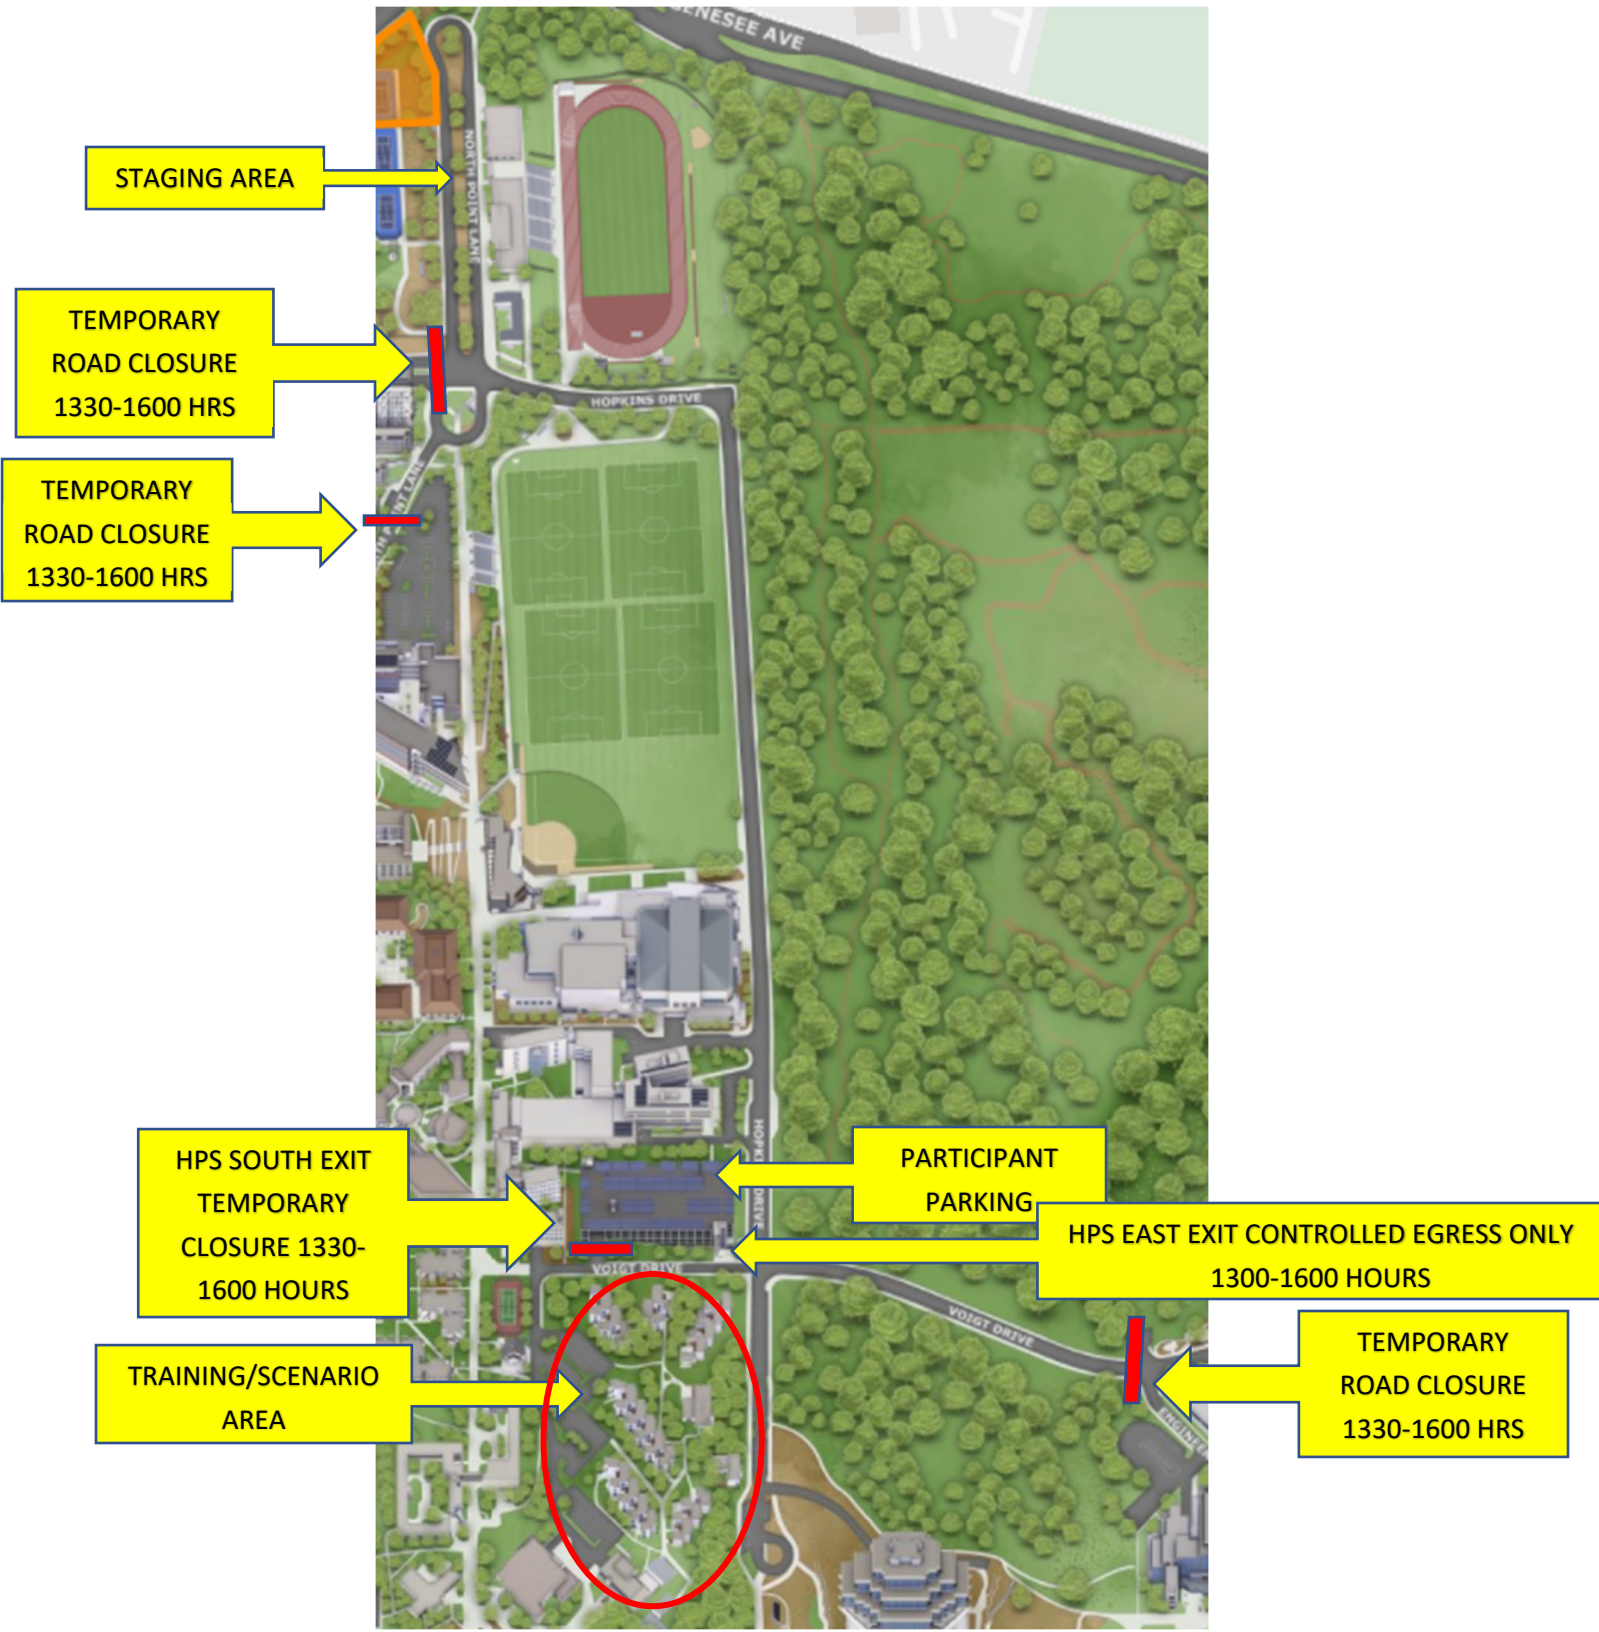 GENESEE AVE
STAGING AREA
NORTH POINT LANE
TEMPORARY
ROAD CLOSURE
1330-1600 HRS
HOPKINS DRIVE
TEMPORARY
ROAD CLOSURE
1330-1600 HRS
HPS SOUTH EXIT
TEMPORARY
CLOSURE 1330-
1600 HOURS
PARTICIPANT
PARKING
HPS EAST EXIT CONTROLLED EGRESS ONLY
1300-1600 HOURS
VOIGT DRIVE
VOIGT DRIVE
TRAINING/SCENARIO
AREA
TEMPORARY
ROAD CLOSURE
1330-1600 HRS